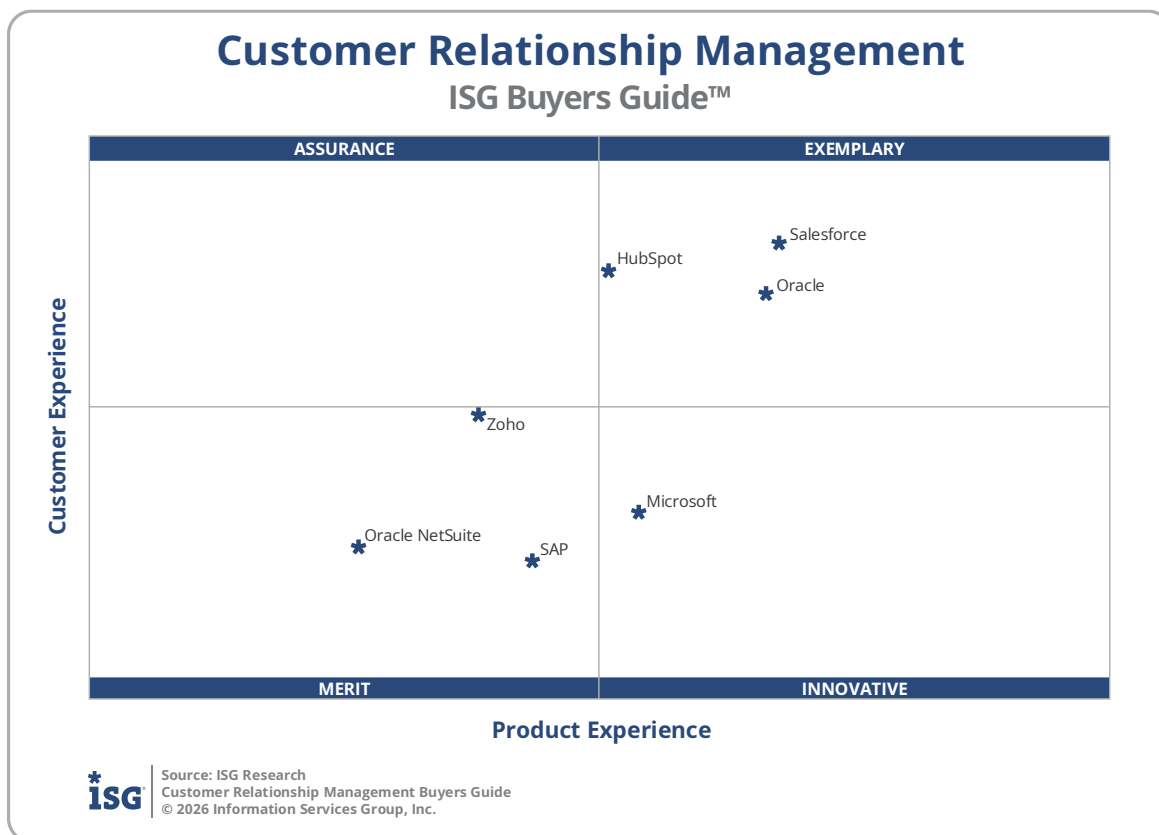 Customer Relationship Management
ISG Buyers Guide™
ASSURANCE
EXEMPLARY
Salesforce
HubSpot
Oracle
Customer Experience
Zoho
Microsoft
Oracle NetSuite
SAP
MERIT
INNOVATIVE
Product Experience
iSG
Source: ISG Research
Customer Relationship Management Buyers Guide
© 2026 Information Services Group, Inc.